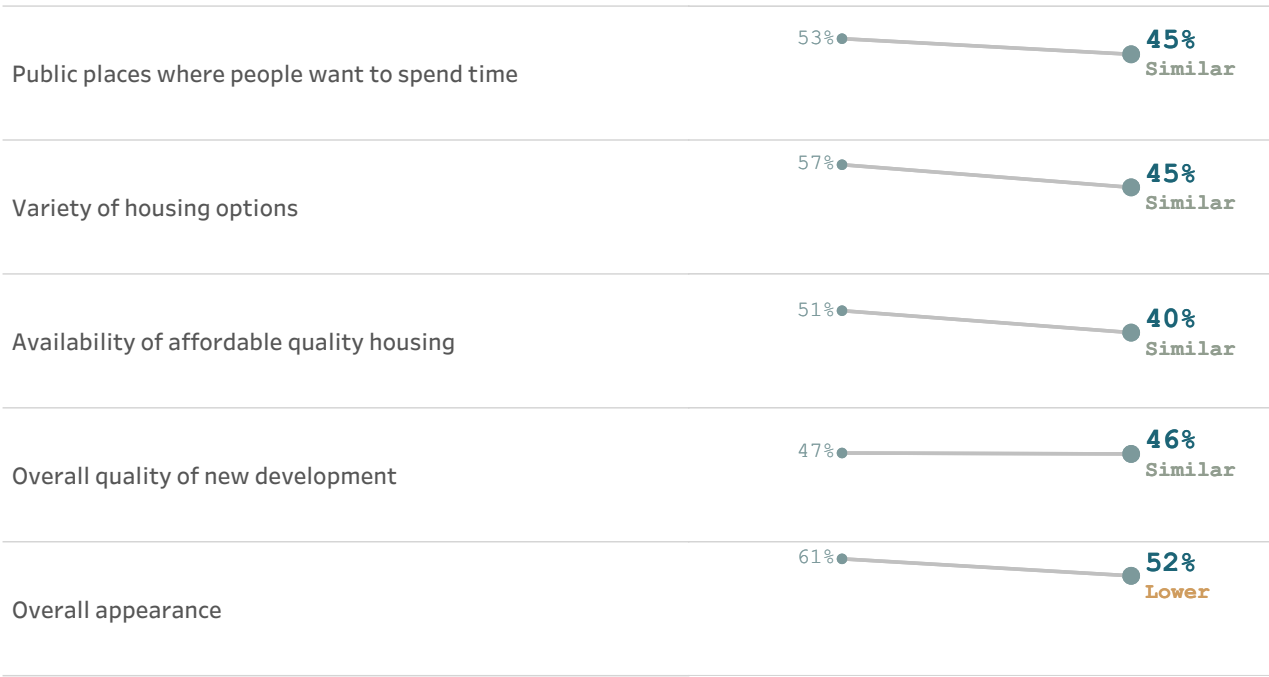 53%
45%
Similar
Public places where people want to spend time
57%
45%
Similar
Variety of housing options
51%
40%
Similar
Availability of affordable quality housing
47%
46%
Similar
Overall quality of new development
61%
52%
Lower
Overall appearance